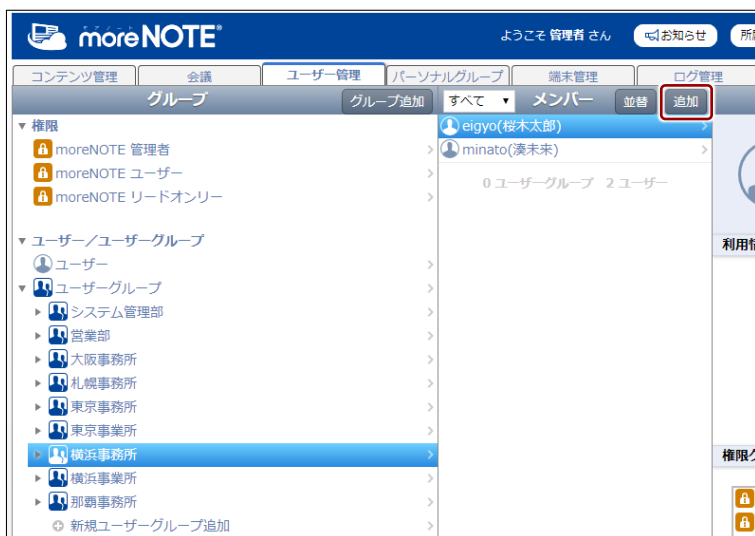 モアノート
moreNOTE
ようこそ 管理者 さん
お知らせ
コンテンツ管理
会議
ユーザー管理
パーソナルグループ
端末管理
ログ管理
グループ
グループ追加
すべて
メンバー
並替
追加
権限
moreNOTE 管理者
moreNOTE ユーザー
moreNOTE リードオンリー
ユーザー／ユーザーグループ
ユーザー
ユーザーグループ
システム管理部
営業部
大阪事務所
札幌事務所
東京事務所
東京事業所
横浜事務所
横浜事業所
那覇事務所
新規ユーザーグループ追加
eigyo(桜木太郎)
minato(湊未来)
0 ユーザーグループ 2 ユーザー
利用情
権限グ